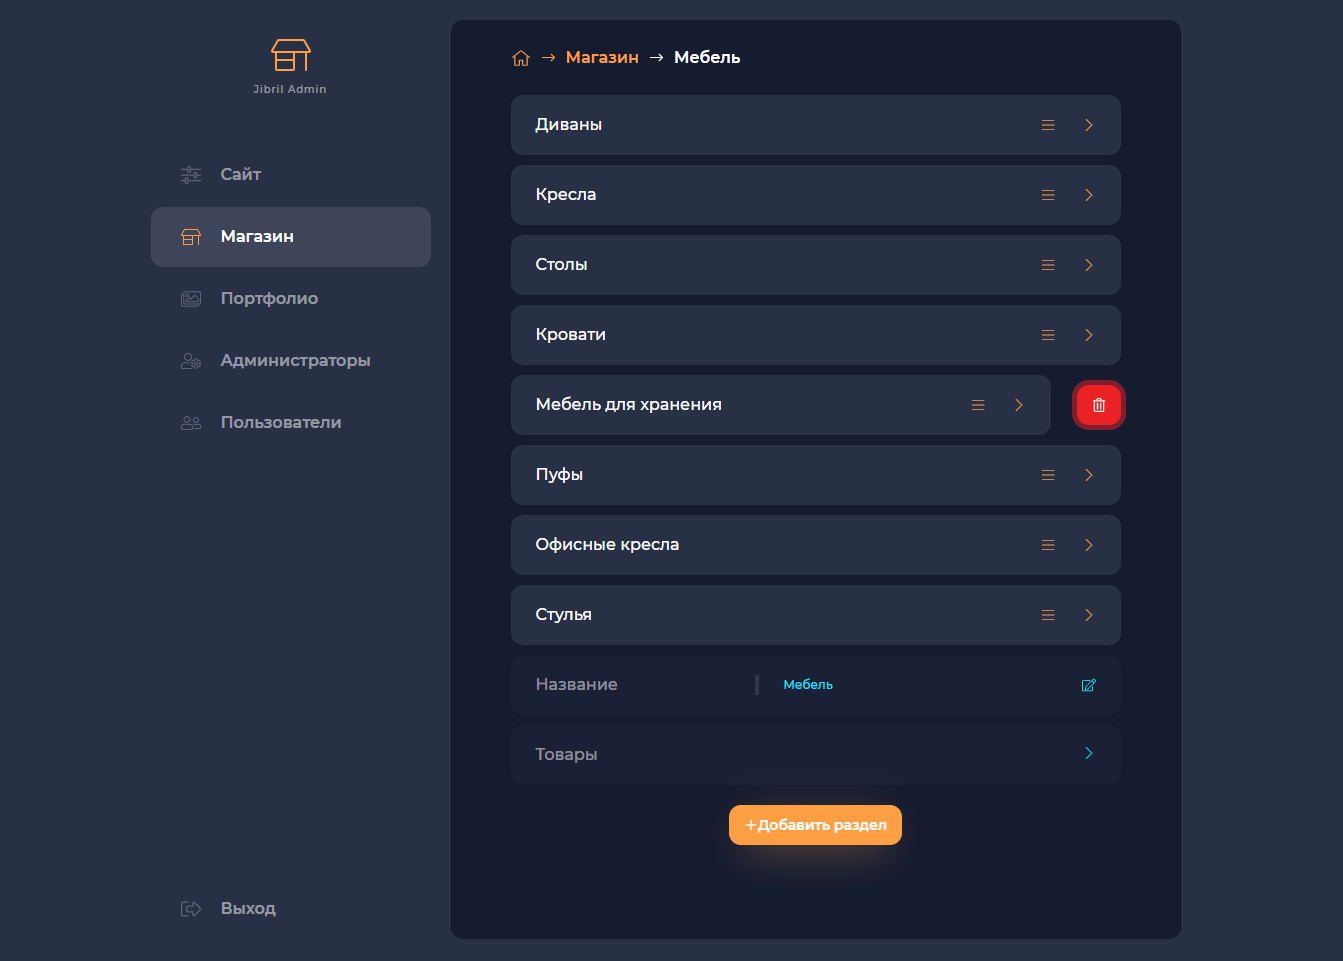 Jibril Admin
Сайт
Магазин
Портфолио
Администраторы
Пользователи
Выход
Магазин → Мебель
Диваны
Кресла
Столы
Кровати
Мебель для хранения
Пуфы
Офисные кресла
Стулья
Название Мебель
Товары
+Добавить раздел